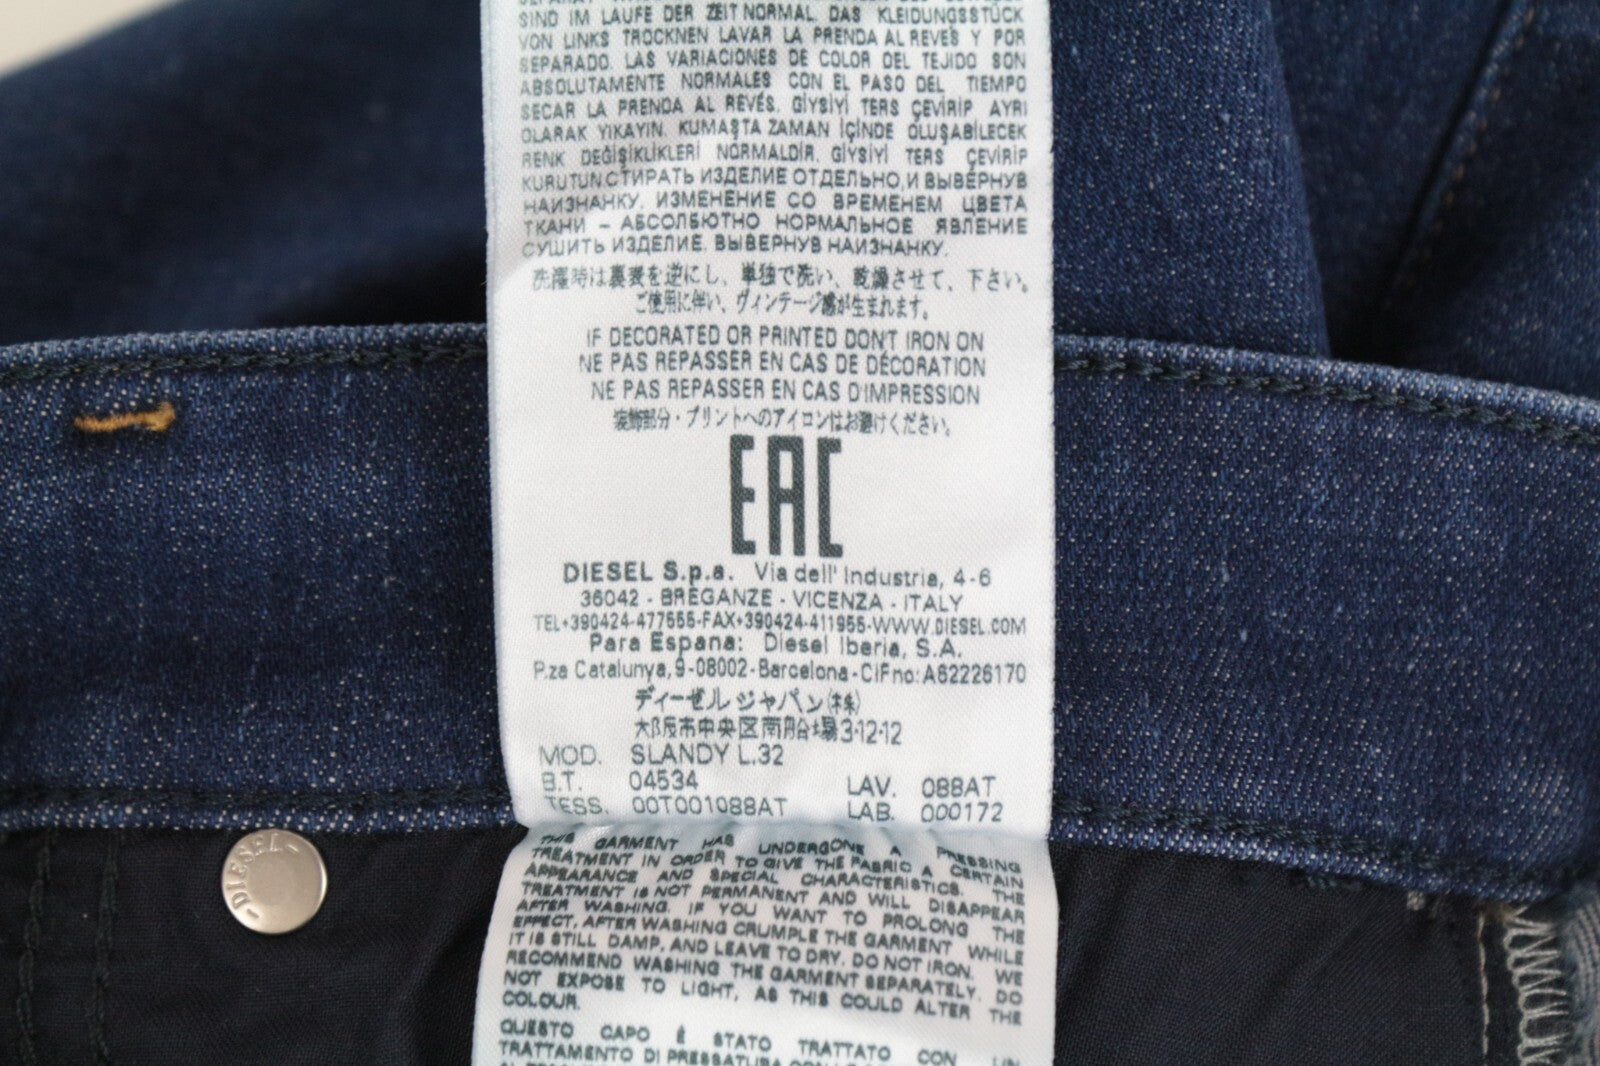 SIND IM LAUFE DER ZEIT NORMAL. DAS KLEIDUNGSSTÜCK
VON LINKS TROCKNEN LAVAR LA PRENDA AL REVÉS Y POR
SEPARADO. LAS VARIACIONES DE COLOR DEL TEJIDO SON
ABSOLUTAMENTE NORMALES CON EL PASO DEL TIEMPO
SECAR LA PRENDA AL REVÉS. GİYSİYİ TERS ÇEVİRİP AYRI
OLARAK YIKAYIN. KUMAŞTA ZAMAN İÇİNDE OLUŞABİLECEK
RENK DEĞİŞİKLİKLERİ NORMALDİR. GİYSİYİ TERS ÇEVİRİP
KURUTUN.СТИРАТЬ ИЗДЕЛИЕ ОТДЕЛЬНО,И ВЫВЕРНУВ
НАИЗНАНКУ. ИЗМЕНЕНИЕ СО ВРЕМЕНЕМ ЦВЕТА
ТКАНИ – АБСОЛБЮТНО НОРМАЛЬНОЕ ЯВЛЕНИЕ
СУШИТЬ ИЗДЕЛИЕ, ВЫВЕРНУВ НАИЗНАНКУ.
洗濯時は裏表を逆にし、単独で洗い、乾燥させて、下さい。
ご使用に伴い、ヴィンテージ感が生まれます。
IF DECORATED OR PRINTED DON'T IRON ON
NE PAS REPASSER EN CAS DE DÉCORATION
NE PAS REPASSER EN CAS D'IMPRESSION
装飾部分・プリントへのアイロンはお避けください。
EAC
DIESEL S.p.a. Via dell' Industria, 4-6
36042 - BREGANZE - VICENZA - ITALY
TEL+390424-477555-FAX+390424-411955-WWW.DIESEL.COM
Para Espana: Diesel Iberia, S.A.
P.za Catalunya, 9-08002-Barcelona-CIF no: A62226170
ディーゼル ジャパン(株)
大阪市中央区南船場3-12-12
MOD. SLANDY L.32
B.T. 04534 LAV. 088AT
TESS. 00T001088AT LAB. 000172
-DIESEL-
THIS GARMENT HAS UNDERGONE A PRESSING
TREATMENT IN ORDER TO GIVE THE FABRIC A CERTAIN
APPEARANCE AND SPECIAL CHARACTERISTICS. THE
TREATMENT IS NOT PERMANENT AND WILL DISAPPEAR
AFTER WASHING. IF YOU WANT TO PROLONG THE
EFFECT, AFTER WASHING CRUMPLE THE GARMENT WHILE
IT IS STILL DAMP, AND LEAVE TO DRY. DO NOT IRON. WE
RECOMMEND WASHING THE GARMENT SEPARATELY. DO
NOT EXPOSE TO LIGHT, AS THIS COULD ALTER THE
COLOUR.
QUESTO CAPO È STATO TRATTATO CON UN
TRATTAMENTO DI PRESSATURA